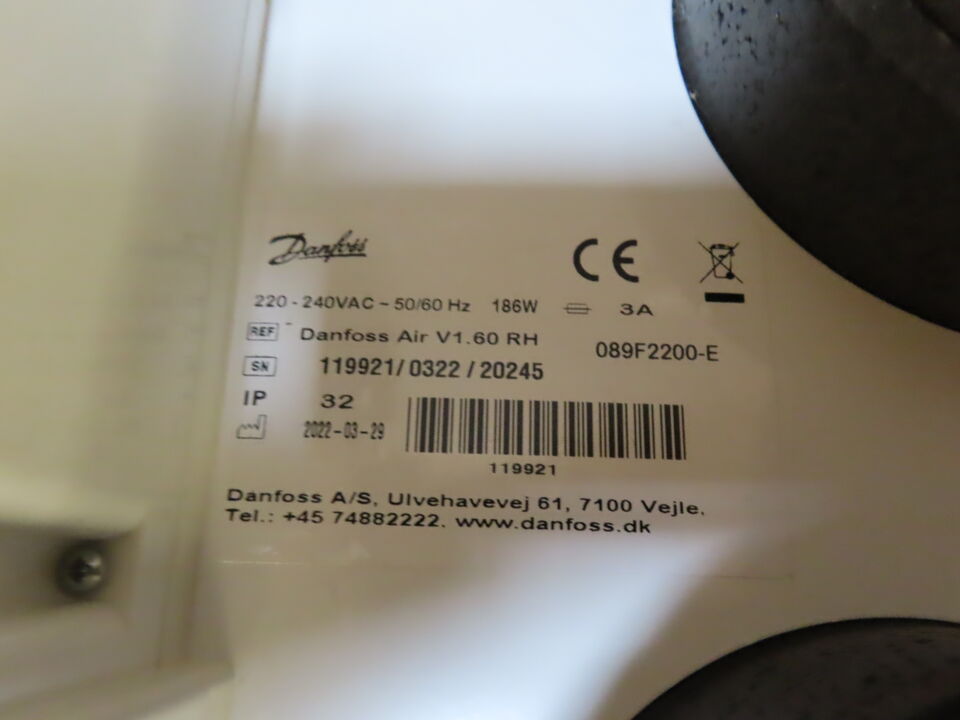 Danfoss
CE
220 - 240VAC ~ 50/60 Hz 186W 3A
REF Danfoss Air V1.60 RH 089F2200-E
SN 119921/ 0322 / 20245
IP 32
2022-03-29
119921
Danfoss A/S, Ulvehavevej 61, 7100 Vejle.
Tel.: +45 74882222. www.danfoss.dk